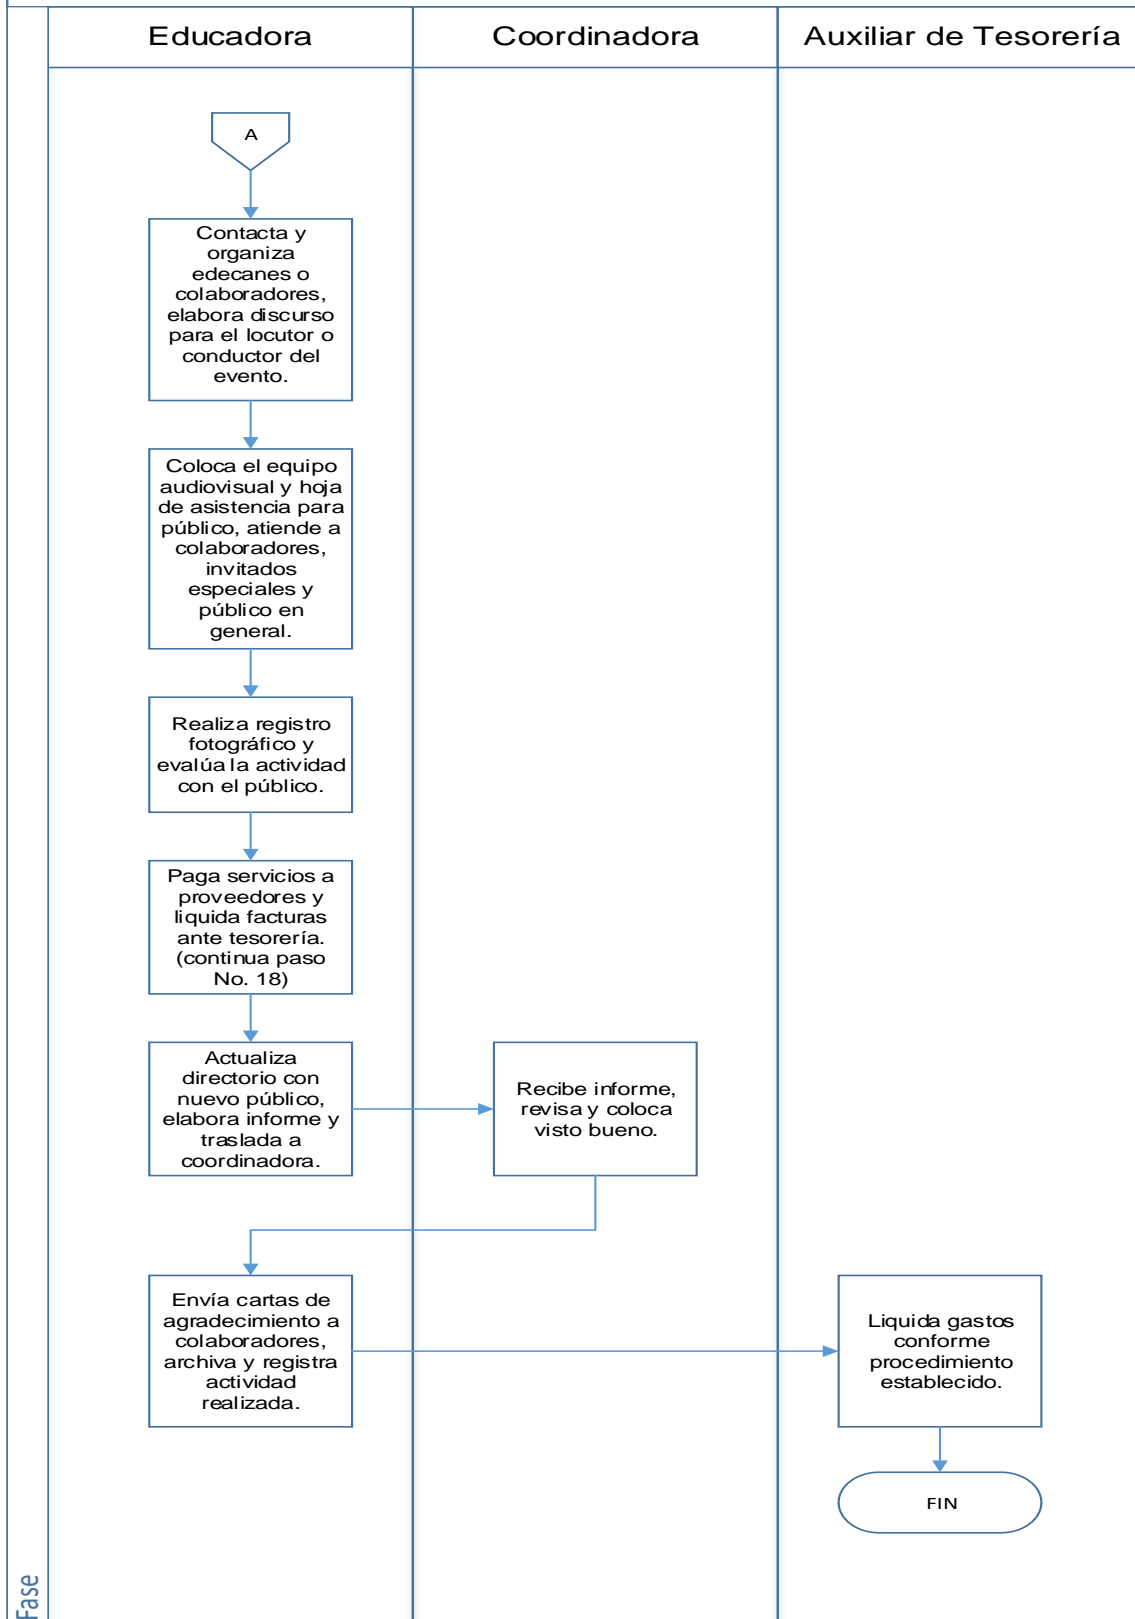 Educadora
Coordinadora
Auxiliar de Tesorería
A
Contacta y
organiza
edecanes o
colaboradores,
elabora discurso
para el locutor o
conductor del
evento.
Coloca el equipo
audiovisual y hoja
de asistencia para
público, atiende a
colaboradores,
invitados
especiales y
público en
general.
Realiza registro
fotográfico y
evalúa la actividad
con el público.
Paga servicios a
proveedores y
liquida facturas
ante tesorería.
(continua paso
No. 18)
Actualiza
directorio con
nuevo público,
elabora informe y
traslada a
coordinadora.
Recibe informe,
revisa y coloca
visto bueno.
Envía cartas de
agradecimiento a
colaboradores,
archiva y registra
actividad
realizada.
Liquida gastos
conforme
procedimiento
establecido.
FIN
Fase